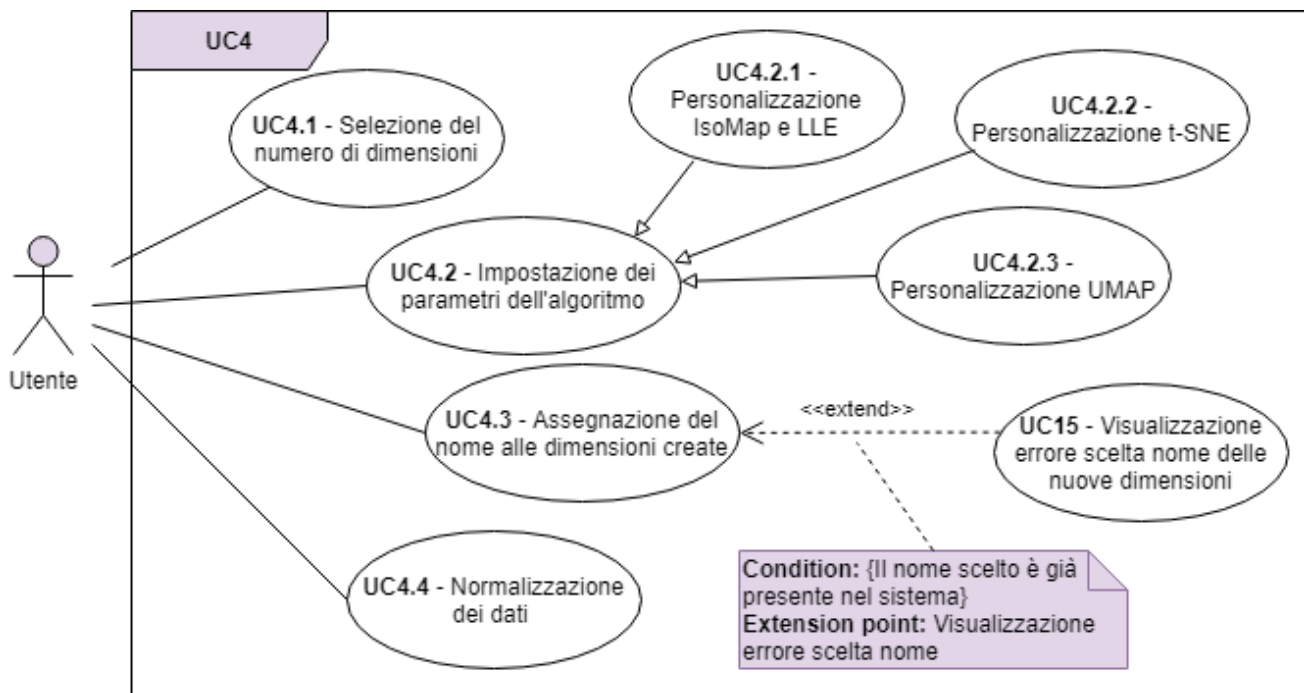 UC4
UC4.1 - Selezione del
numero di dimensioni
UC4.2.1 -
Personalizzazione
IsoMap e LLE
UC4.2.2 -
Personalizzazione t-SNE
UC4.2 - Impostazione dei
parametri dell'algoritmo
UC4.2.3 -
Personalizzazione UMAP
Utente
UC4.3 - Assegnazione del
nome alle dimensioni create
<<extend>>
UC15 - Visualizzazione
errore scelta nome delle
nuove dimensioni
UC4.4 - Normalizzazione
dei dati
Condition: {Il nome scelto è già
presente nel sistema}
Extension point: Visualizzazione
errore scelta nome